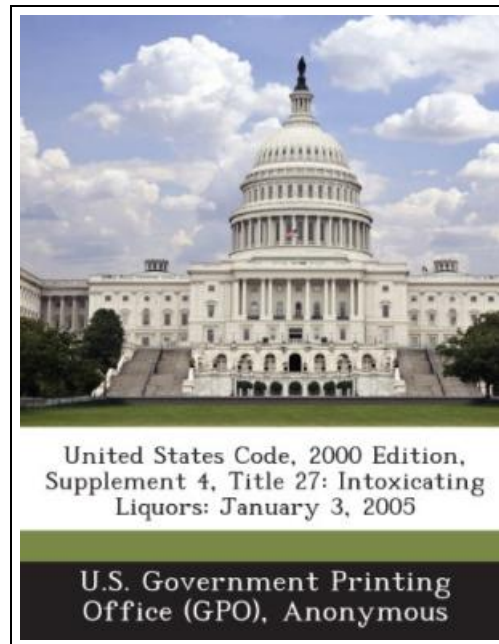 United States Code, 2000 Edition,
Supplement 4, Title 27: Intoxicating
Liquors: January 3, 2005
U.S. Government Printing
Office (GPO), Anonymous